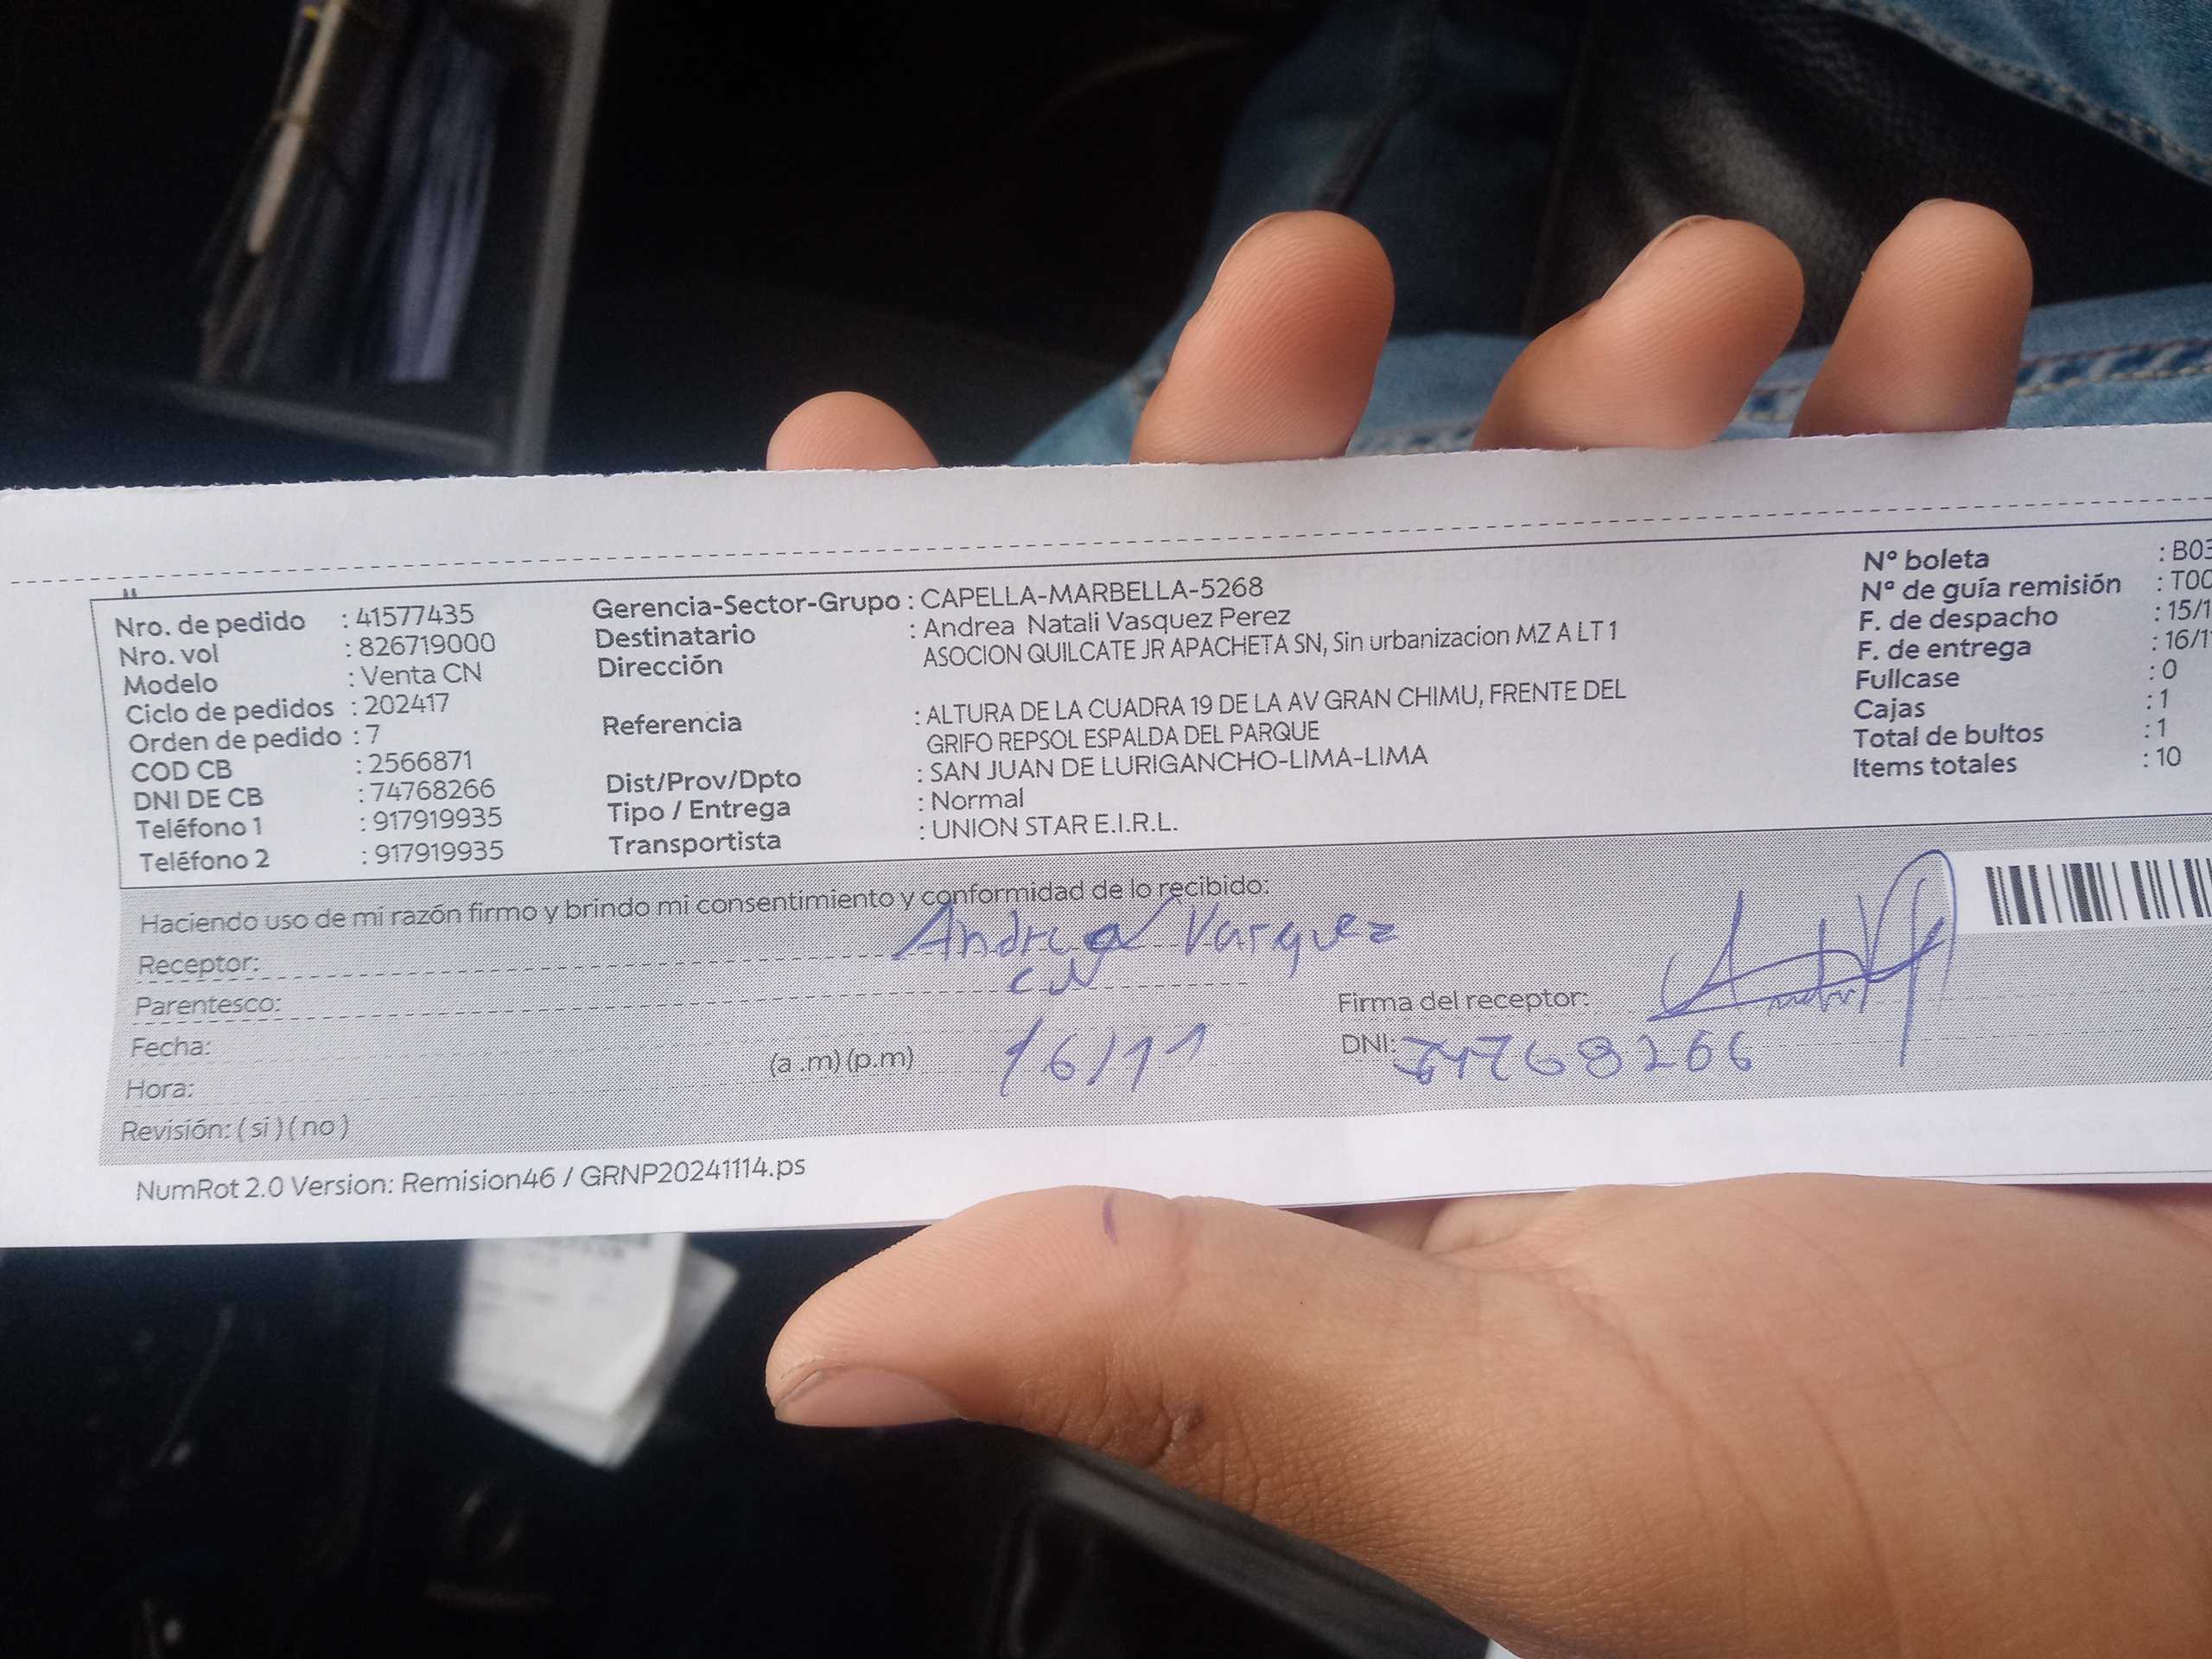 Nro. de pedido : 41577435
Nro. vol : 826719000
Modelo : Venta CN
Ciclo de pedidos : 202417
Orden de pedido : 7
COD CB : 2566871
DNI DE CB : 74768266
Teléfono 1 : 917919935
Teléfono 2 : 917919935
Gerencia-Sector-Grupo : CAPELLA-MARBELLA-5268
Destinatario : Andrea Natali Vasquez Perez
Dirección ASOCION QUILCATE JR APACHETA SN, Sin urbanizacion MZ A LT 1
Referencia : ALTURA DE LA CUADRA 19 DE LA AV GRAN CHIMU, FRENTE DEL
GRIFO REPSOL ESPALDA DEL PARQUE
Dist/Prov/Dpto : SAN JUAN DE LURIGANCHO-LIMA-LIMA
Tipo / Entrega : Normal
Transportista : UNION STAR E.I.R.L.
N° boleta : B03
N° de guía remisión : T00
F. de despacho : 15/1
F. de entrega : 16/1
Fullcase : 0
Cajas : 1
Total de bultos : 1
Items totales : 10
Haciendo uso de mi razón firmo y brindo mi consentimiento y conformidad de lo recibido:
Receptor: Andrea Vasquez
Parentesco: CN
Firma del receptor:
Fecha: 16/11
DNI: 74768266
Hora: (a .m) (p.m)
Revisión: ( si ) ( no )
NumRot 2.0 Version: Remision46 / GRNP20241114.ps